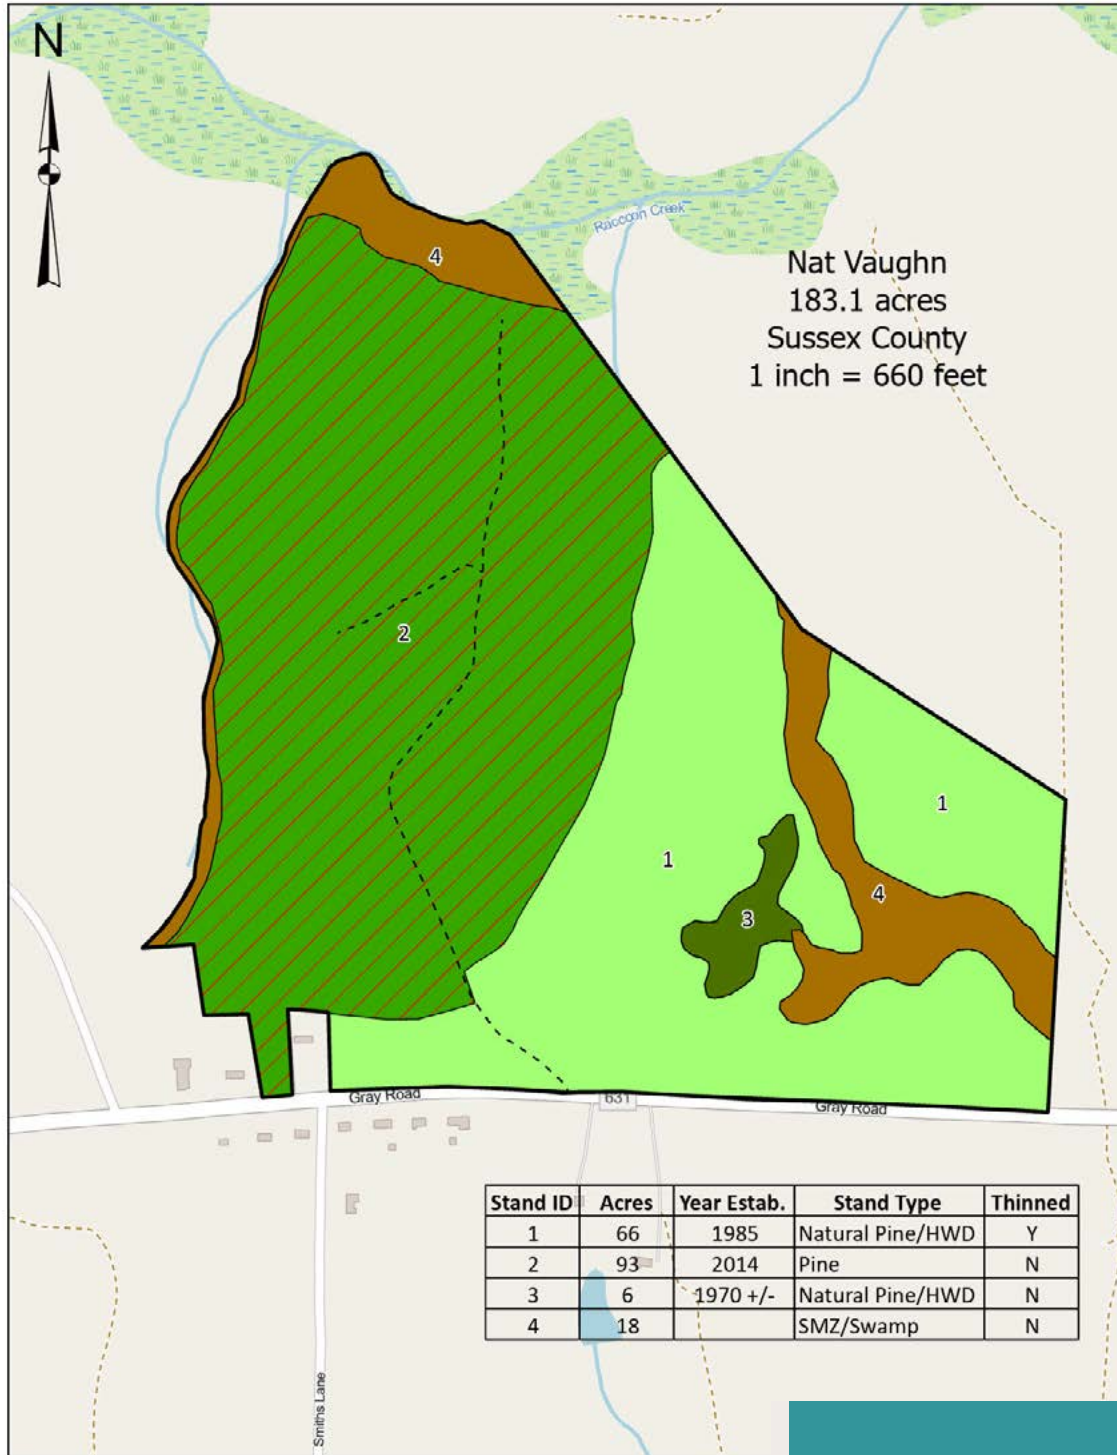 N
Raccoon Creek
Nat Vaughn
183.1 acres
Sussex County
1 inch = 660 feet
4
2
1
1
4
3
Gray Road
631
Gray Road
Smiths Lane
Stand ID Acres Year Estab. Stand Type Thinned
1 66 1985 Natural Pine/HWD Y
2 93 2014 Pine N
3 6 1970 +/- Natural Pine/HWD N
4 18 SMZ/Swamp N